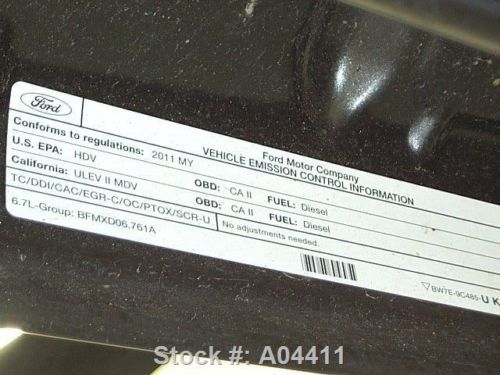 Ford
Ford Motor Company
VEHICLE EMISSION CONTROL INFORMATION
Conforms to regulations: 2011 MY
U.S. EPA: HDV OBD: CA II FUEL: Diesel
California: ULEV II MDV OBD: CA II FUEL: Diesel
TC/DDI/CAC/EGR-C/OC/PTOX/SCR-U No adjustments needed.
6.7L-Group: BFMXD06.761A
BW7E-9C485-U K
Stock #: A04411